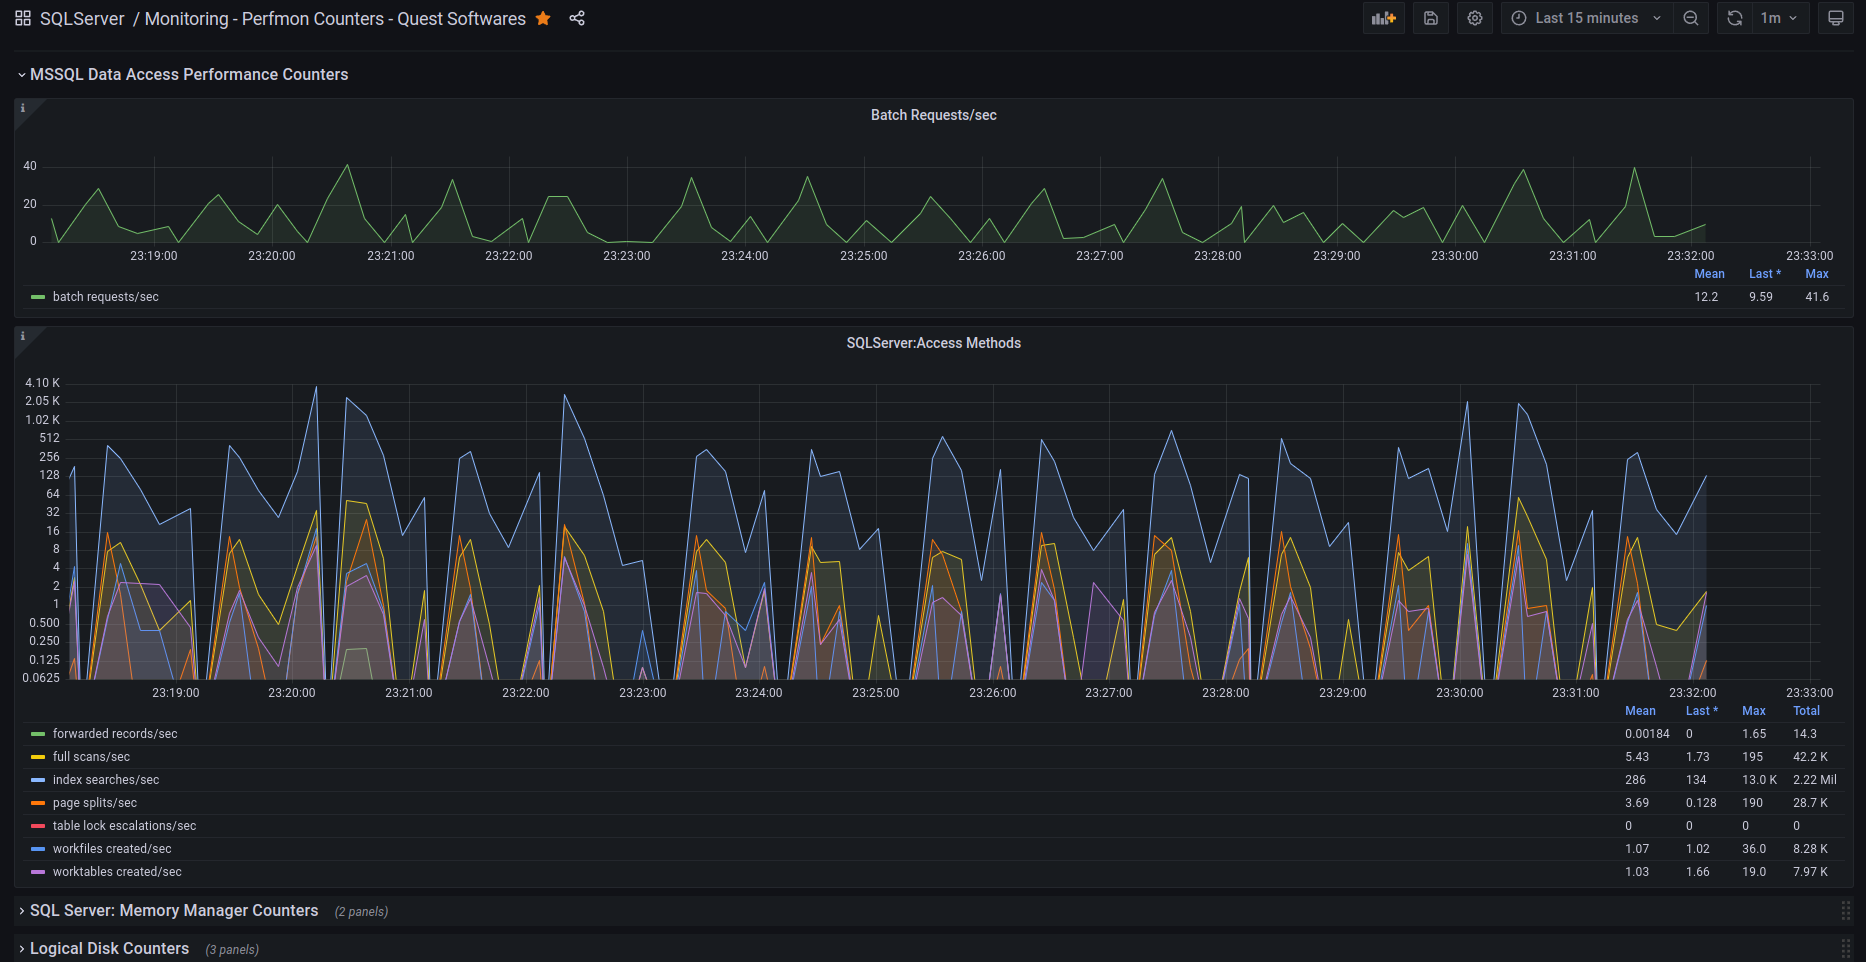 SQLServer / Monitoring - Perfmon Counters - Quest Softwares
Last 15 minutes
1m
MSSQL Data Access Performance Counters
i
Batch Requests/sec
40
20
0
23:19:00 23:20:00 23:21:00 23:22:00 23:23:00 23:24:00 23:25:00 23:26:00 23:27:00 23:28:00 23:29:00 23:30:00 23:31:00 23:32:00 23:33:00
Mean Last * Max
batch requests/sec 12.2 9.59 41.6
i
SQLServer:Access Methods
4.10 K
2.05 K
1.02 K
512
256
128
64
32
16
8
4
2
1
0.500
0.250
0.125
0.0625
23:19:00 23:20:00 23:21:00 23:22:00 23:23:00 23:24:00 23:25:00 23:26:00 23:27:00 23:28:00 23:29:00 23:30:00 23:31:00 23:32:00 23:33:00
Mean Last * Max Total
forwarded records/sec 0.00184 0 1.65 14.3
full scans/sec 5.43 1.73 195 42.2 K
index searches/sec 286 134 13.0 K 2.22 Mil
page splits/sec 3.69 0.128 190 28.7 K
table lock escalations/sec 0 0 0 0
workfiles created/sec 1.07 1.02 36.0 8.28 K
worktables created/sec 1.03 1.66 19.0 7.97 K
SQL Server: Memory Manager Counters (2 panels)
Logical Disk Counters (3 panels)